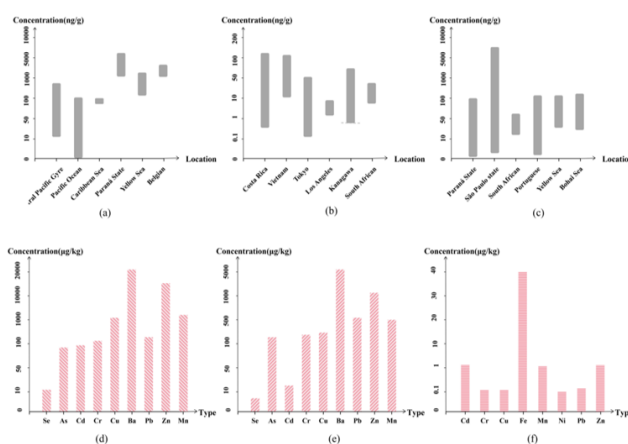 Concentration(ng/g)
10000
5000
1000
100
50
10
0
Location
ral Pacific Gyre
Pacific Ocean
Caribbean Sea
Paraná State
Yellow Sea
Belgian
(a)
Concentration(ng/g)
200
100
50
10
1
0.1
0
Location
Costa Rica
Vietnam
Tokyo
Los Angeles
Kanagawa
South African
(b)
Concentration(ng/g)
10000
5000
1000
100
50
10
0
Location
Paraná State
São Paulo state
South African
Portuguese
Yellow Sea
Bohai Sea
(c)
Concentration(μg/kg)
20000
10000
1000
100
50
10
0
Type
Se As Cd Cr Cu Ba Pb Zn Mn
(d)
Concentration(μg/kg)
5000
1000
500
100
50
10
0
Type
Se As Cd Cr Cu Ba Pb Zn Mn
(e)
Concentration(μg/kg)
40
30
20
10
1
0.1
0
Type
Cd Cr Cu Fe Mn Ni Pb Zn
(f)